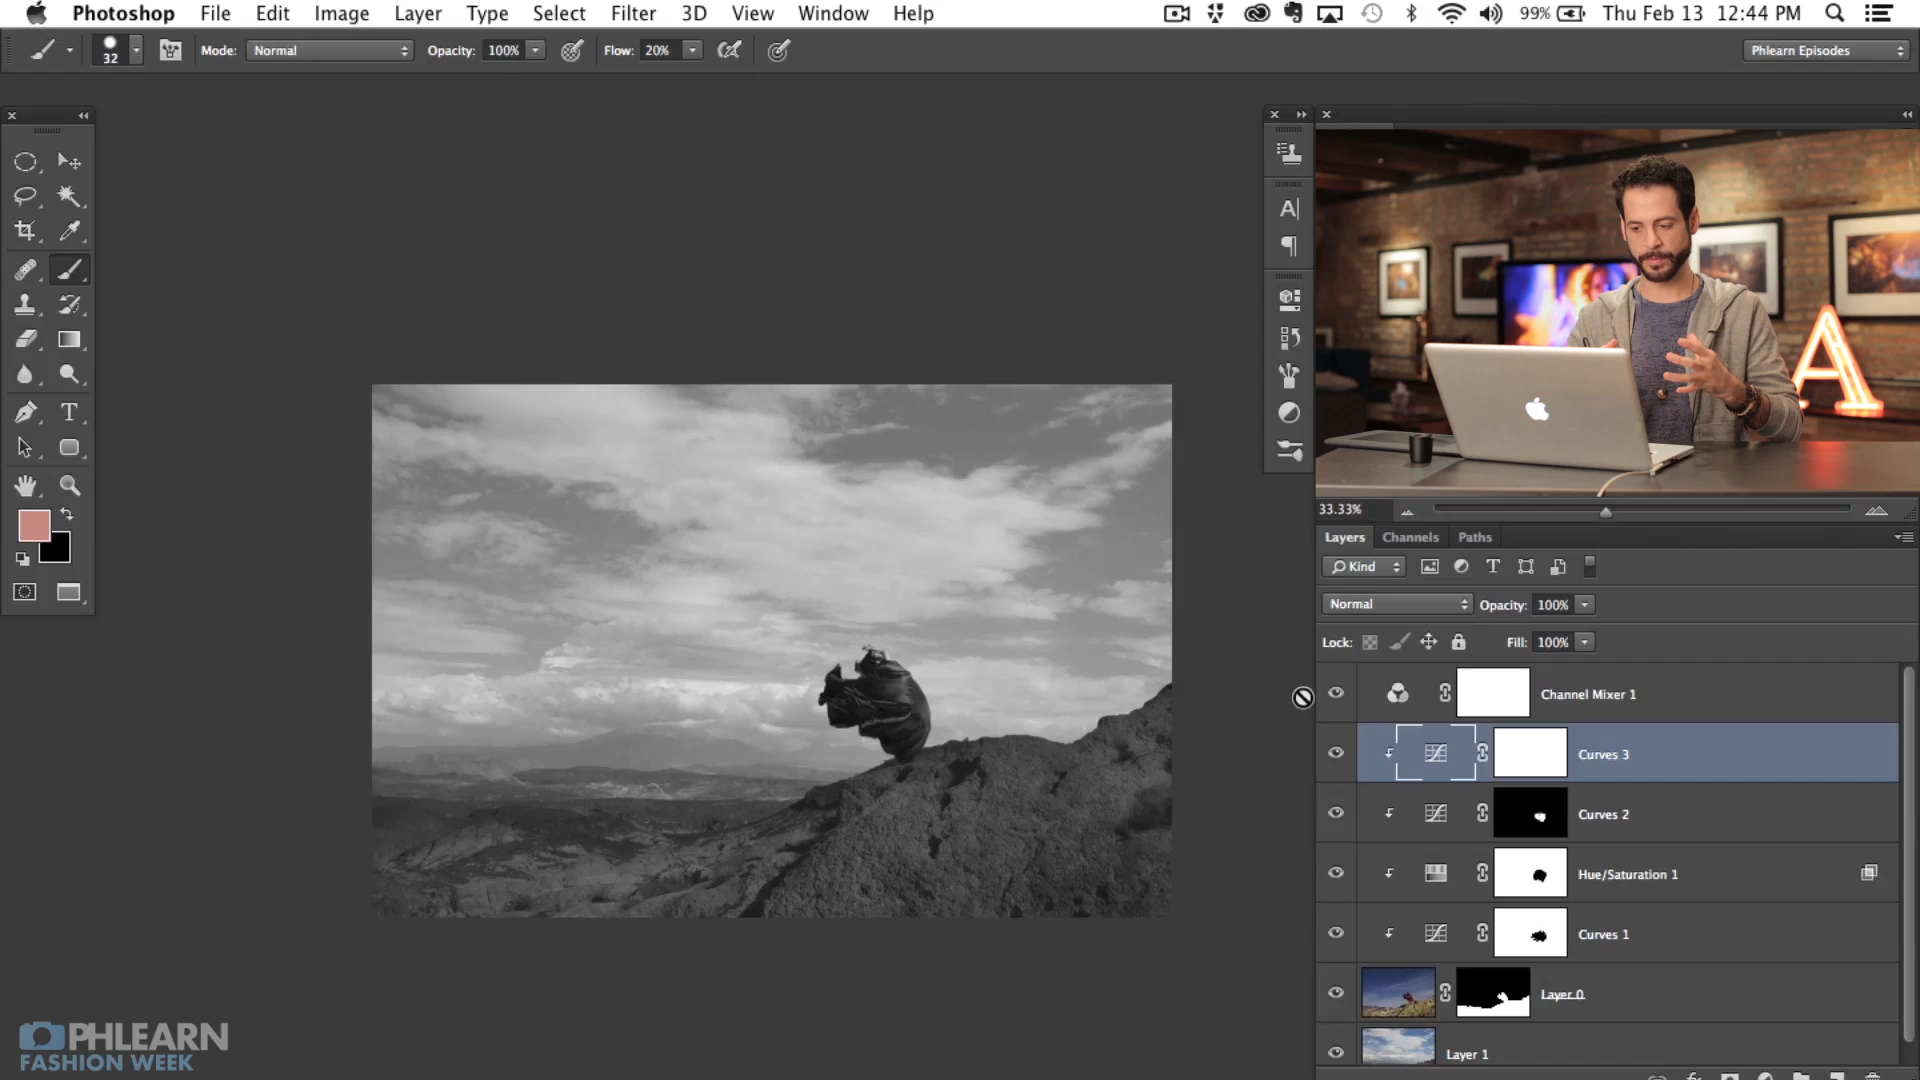 Photoshop File Edit Image Layer Type Select Filter 3D View Window Help 99% Thu Feb 13 12:44 PM
32 Mode: Normal Opacity: 100% Flow: 20% Phlearn Episodes
A
T
33.33%
Layers Channels Paths
Kind
Normal Opacity: 100%
Lock: Fill: 100%
Channel Mixer 1
Curves 3
Curves 2
Hue/Saturation 1
Curves 1
Layer 0
Layer 1
PHLEARN
FASHION WEEK